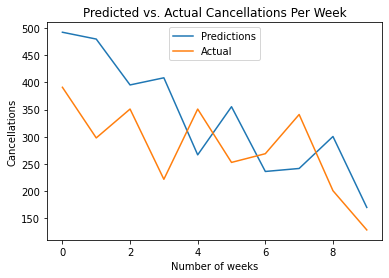 Predicted vs. Actual Cancellations Per Week
Predictions
Actual
Cancellations
500
450
400
350
300
250
200
150
0 2 4 6 8
Number of weeks